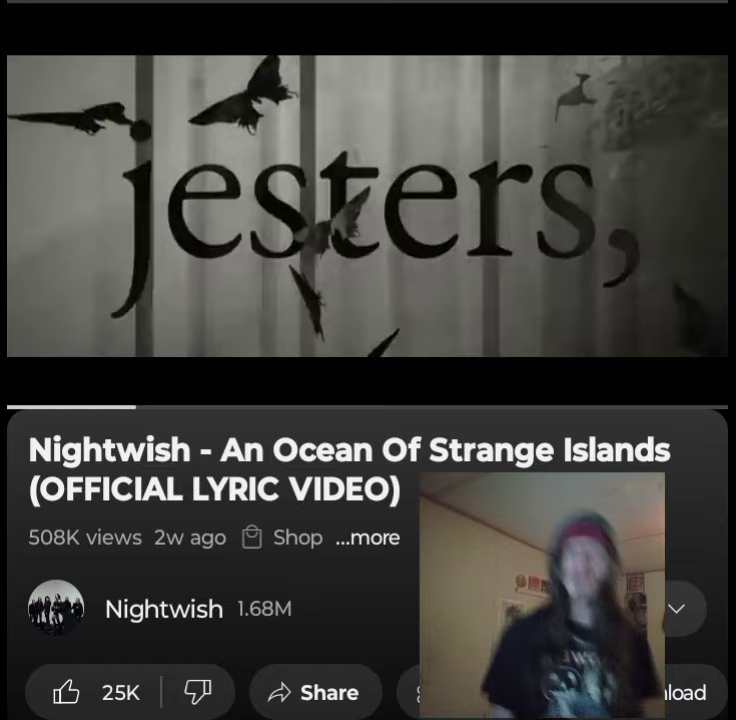 jesters,
Nightwish - An Ocean Of Strange Islands
(OFFICIAL LYRIC VIDEO)
508K views 2w ago Shop ...more
Nightwish 1.68M
25K Share nload